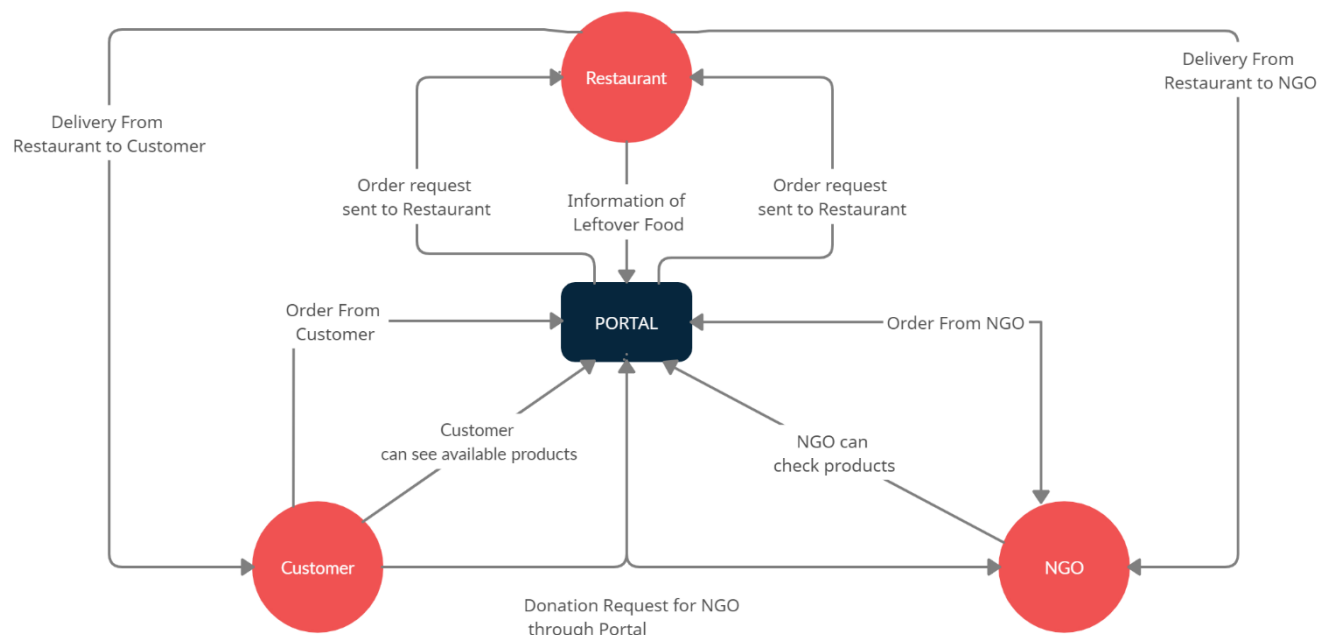 Restaurant
Delivery From
Restaurant to NGO
Delivery From
Restaurant to Customer
Order request
sent to Restaurant
Information of
Leftover Food
Order request
sent to Restaurant
Order From
Customer
PORTAL
Order From NGO
Customer
can see available products
NGO can
check products
Customer
NGO
Donation Request for NGO
through Portal